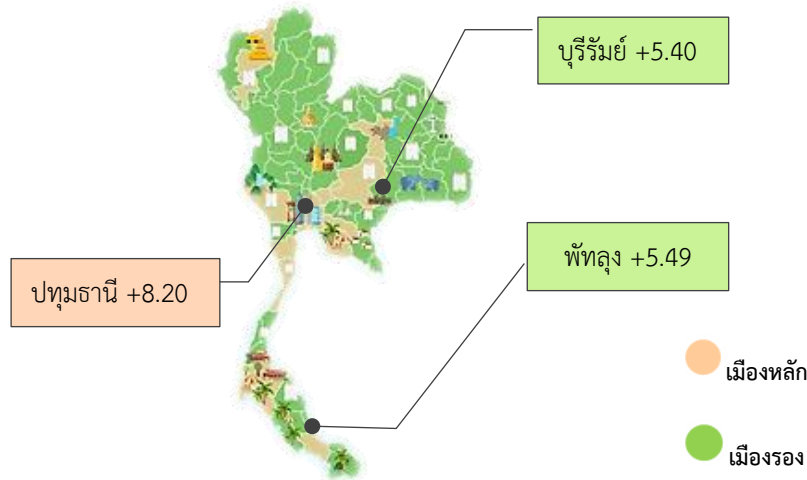 บุรีรัมย์ +5.40
พัทลุง +5.49
ปทุมธานี +8.20
เมืองหลัก
เมืองรอง